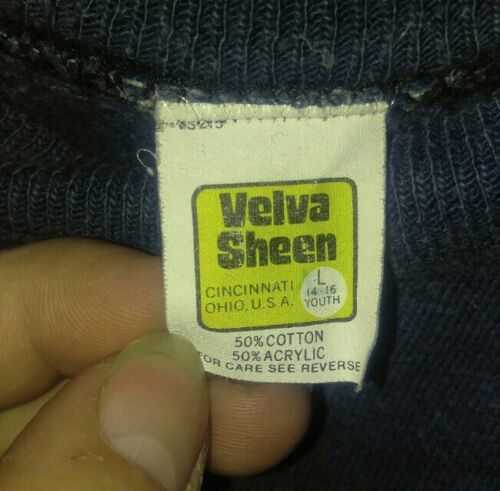 Velva
Sheen
CINCINNATI
OHIO, U.S.A.
L
14-16
YOUTH
50% COTTON
50% ACRYLIC
FOR CARE SEE REVERSE